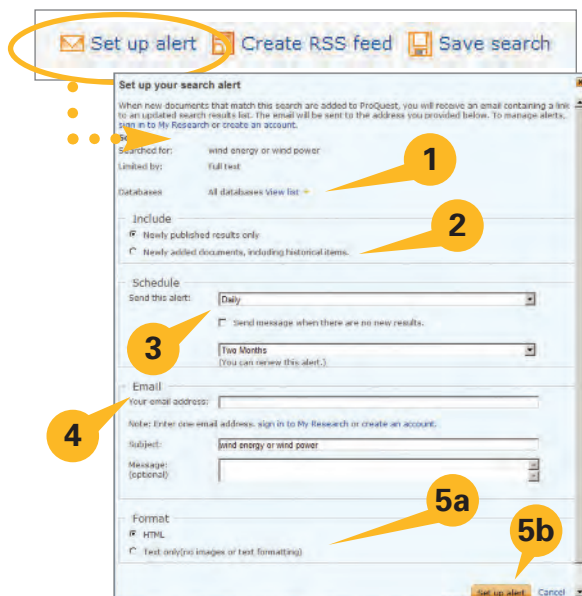 Set up alert Create RSS feed Save search
Set up your search alert
When new documents that match this search are added to ProQuest, you will receive an email containing a link
to an updated search results list. The email will be sent to the address you provided below. To manage alerts,
sign in to My Research or create an account.
Searched for: wind energy or wind power
Limited by: Full text
Databases All databases View list
1
Include
Newly published results only
2
Newly added documents, including historical items.
Schedule
Send this alert: Daily
Send message when there are no new results.
3
Two Months
(You can renew this alert.)
Email
Your email address:
4
Note: Enter one email address. sign in to My Research or create an account.
Subject: wind energy or wind power
Message:
(optional)
5a
Format
HTML
5b
Text only(no images or text formatting)
Set up alert Cancel